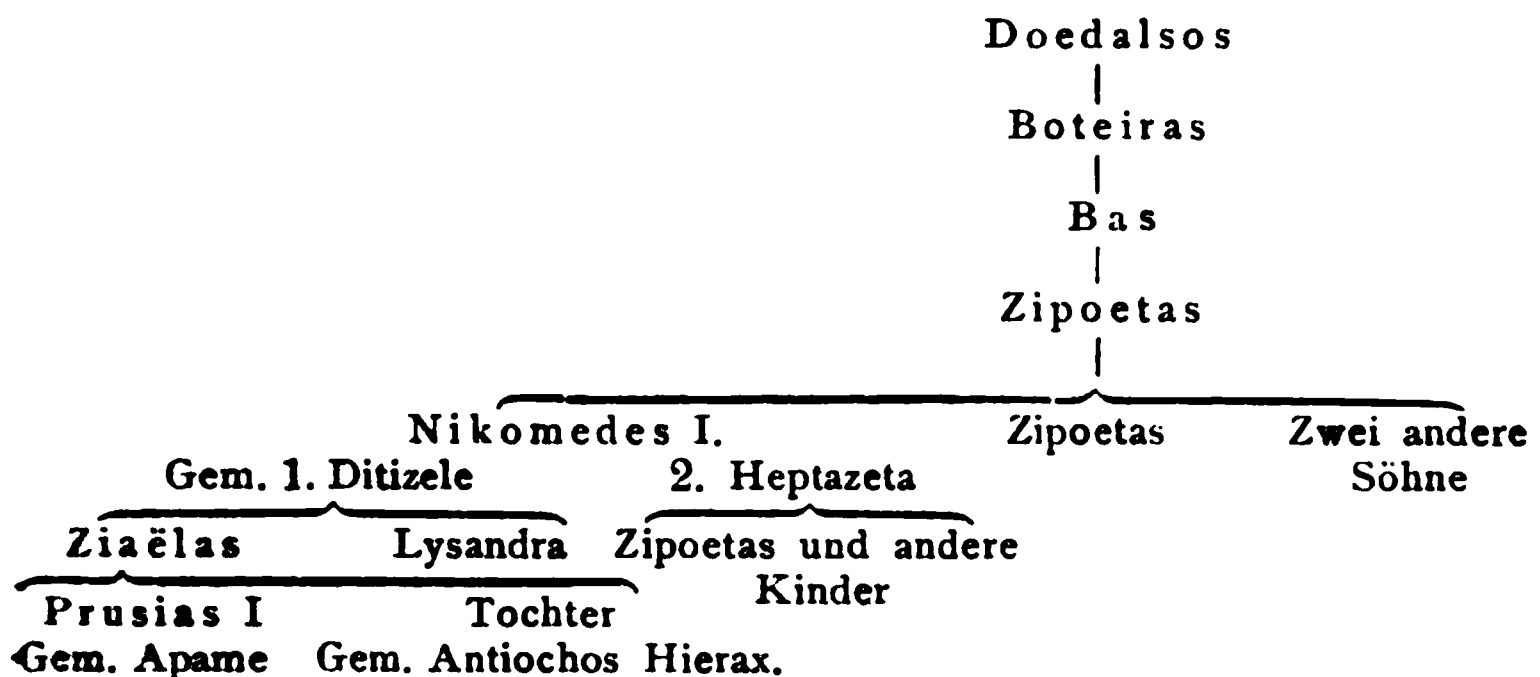 Doedalsos
Boteiras
Bas
Zipoetas
Nikomedes I. Zipoetas Zwei andere
Gem. 1. Ditizele 2. Heptazeta Söhne
Ziaëlas Lysandra Zipoetas und andere
Kinder
Prusias I Tochter
Gem. Apame Gem. Antiochos Hierax.